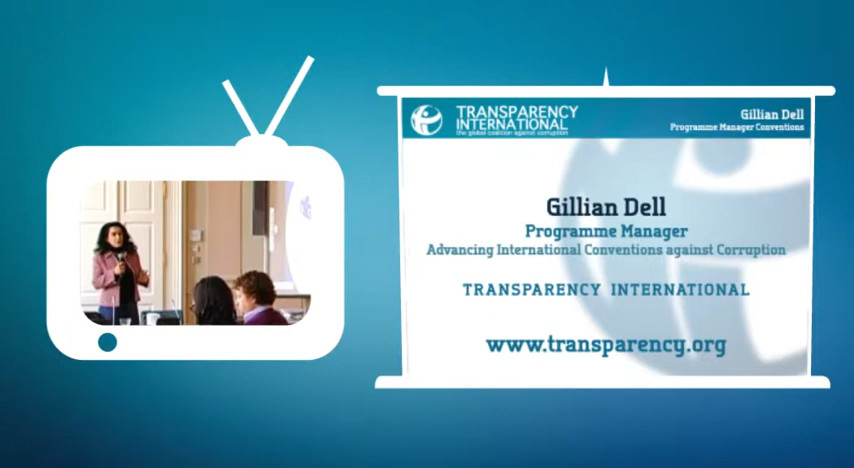 TRANSPARENCY
INTERNATIONAL
the global coalition against corruption
Gillian Dell
Programme Manager Conventions
Gillian Dell
Programme Manager
Advancing International Conventions against Corruption
TRANSPARENCY INTERNATIONAL
www.transparency.org